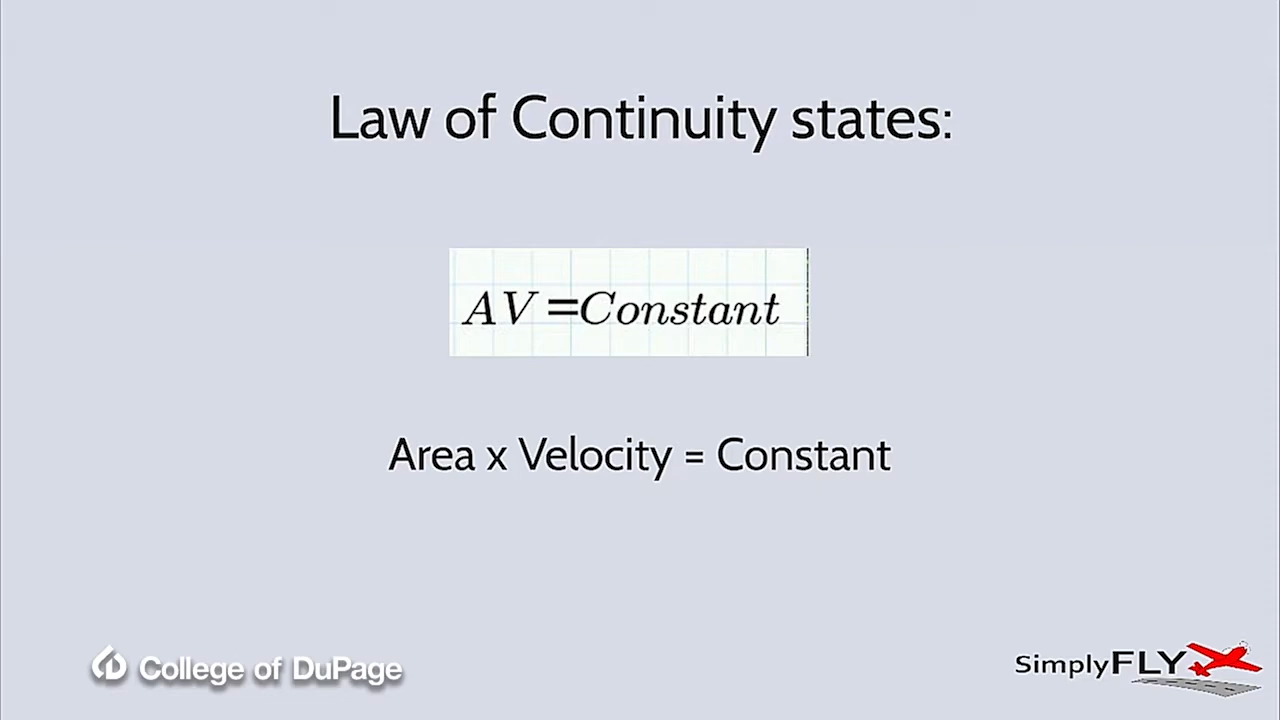 Law of Continuity states:
AV=Constant
Area x Velocity = Constant
College of DuPage
SimplyFLY